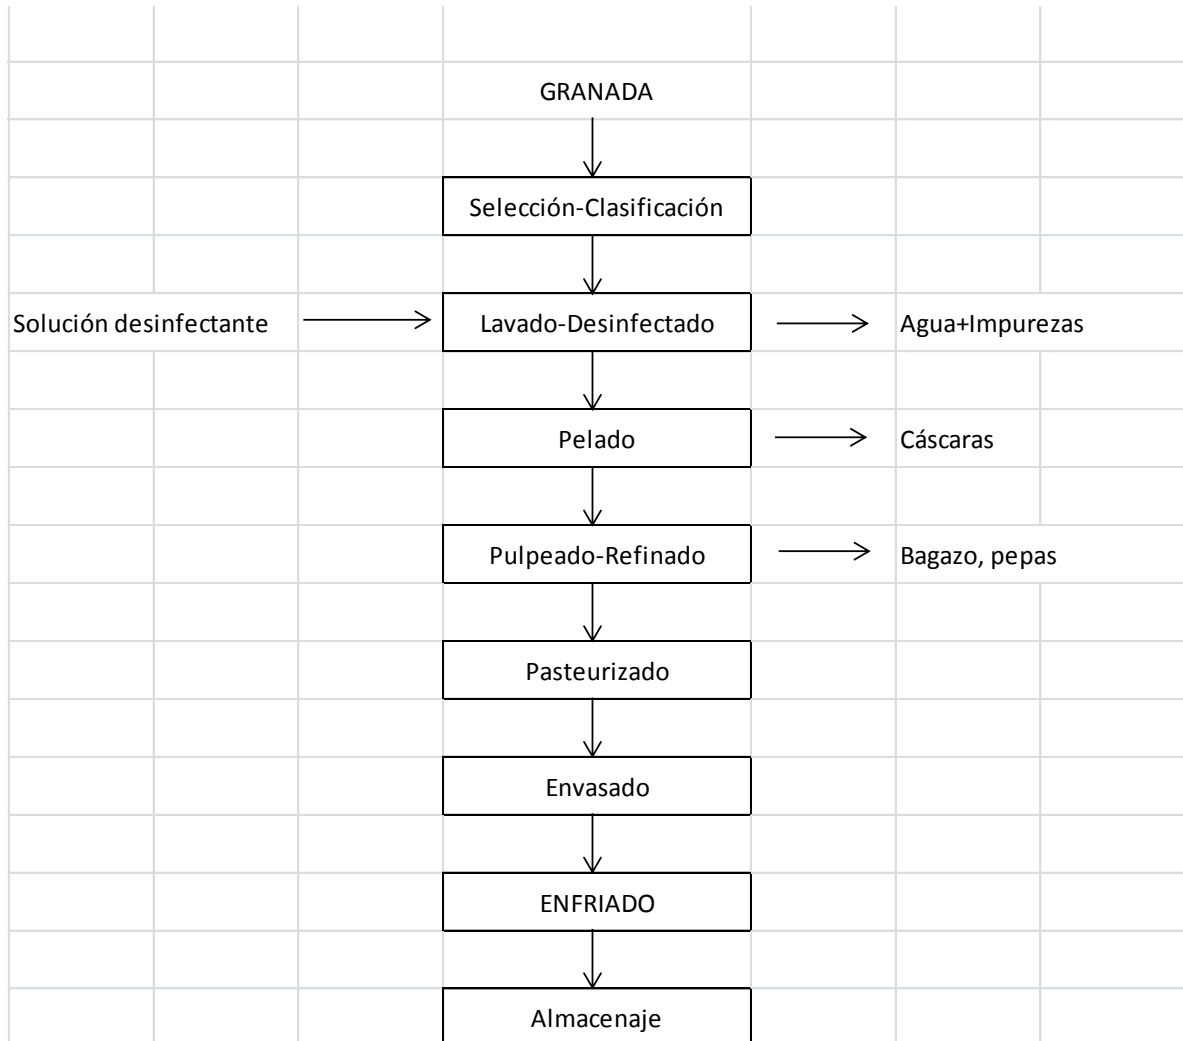 GRANADA
Selección-Clasificación
Solución desinfectante
Lavado-Desinfectado
Agua+Impurezas
Pelado
Cáscaras
Pulpeado-Refinado
Bagazo, pepas
Pasteurizado
Envasado
ENFRIADO
Almacenaje